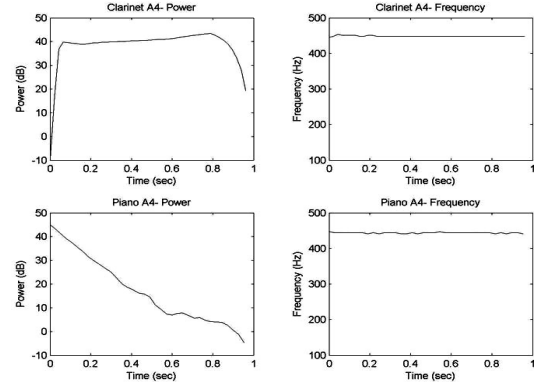 Clarinet A4- Power
50
40
30
20
10
0
-10
Power (dB)
0 0.2 0.4 0.6 0.8 1
Time (sec)
Clarinet A4- Frequency
500
400
300
200
100
Frequency (Hz)
0 0.2 0.4 0.6 0.8 1
Time (sec)
Piano A4- Power
50
40
30
20
10
0
-10
Power (dB)
0 0.2 0.4 0.6 0.8 1
Time (sec)
Piano A4- Frequency
500
400
300
200
100
Frequency (Hz)
0 0.2 0.4 0.6 0.8 1
Time (sec)